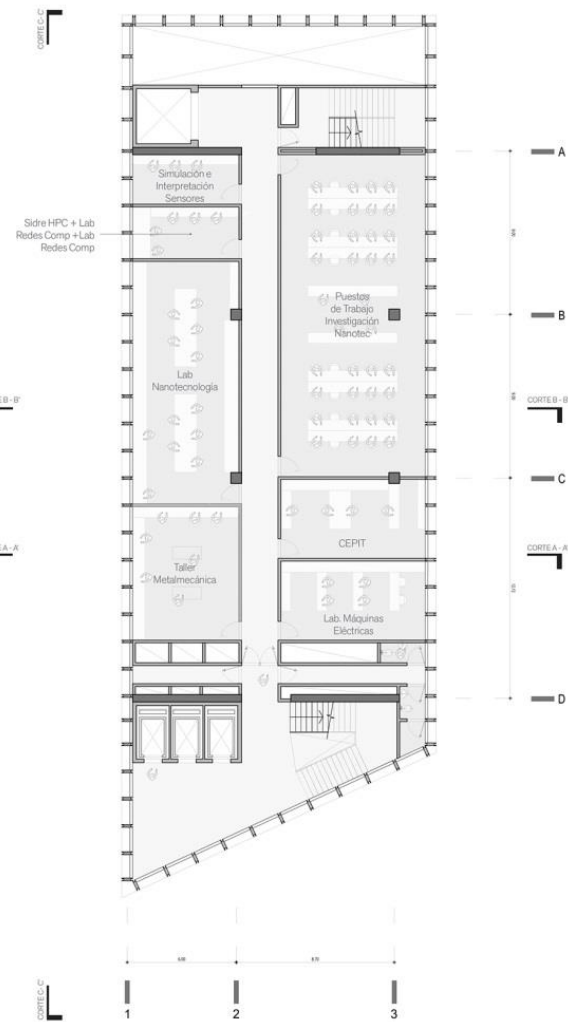 CORTE C - C'
A
Simulación e
Interpretación
Sensores
Sidre HPC + Lab
Redes Comp +Lab
Redes Comp
Puestos
de Trabajo
Investigación
Nanotec
B
Lab
Nanotecnología
CORTE B - B'
C
CORTE A - A'
CEPIT
Taller
Metalmecánica
Lab. Máquinas
Eléctricas
D
1
2
3
CORTE C - C'